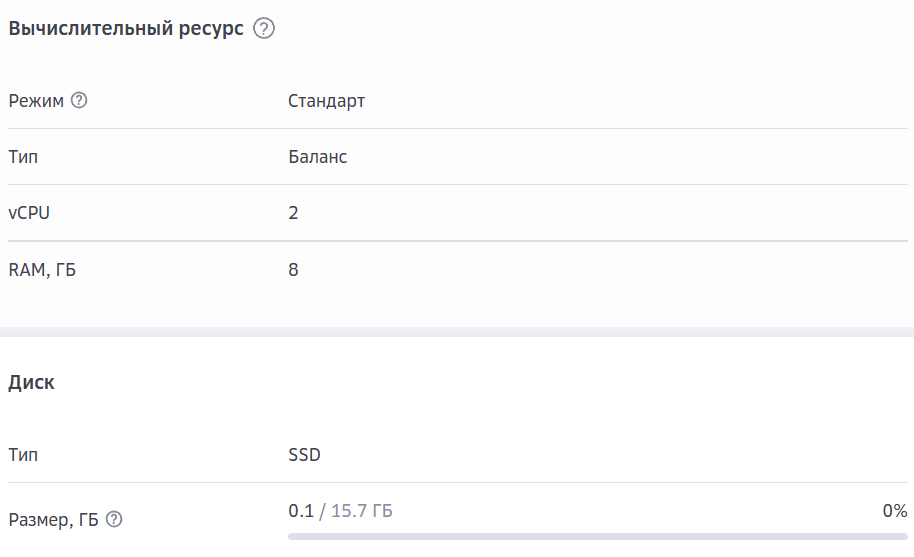 Вычислительный ресурс ?
Режим ? Стандарт
Тип Баланс
vCPU 2
RAM, ГБ 8
Диск
Тип SSD
Размер, ГБ ? 0.1 / 15.7 ГБ 0%